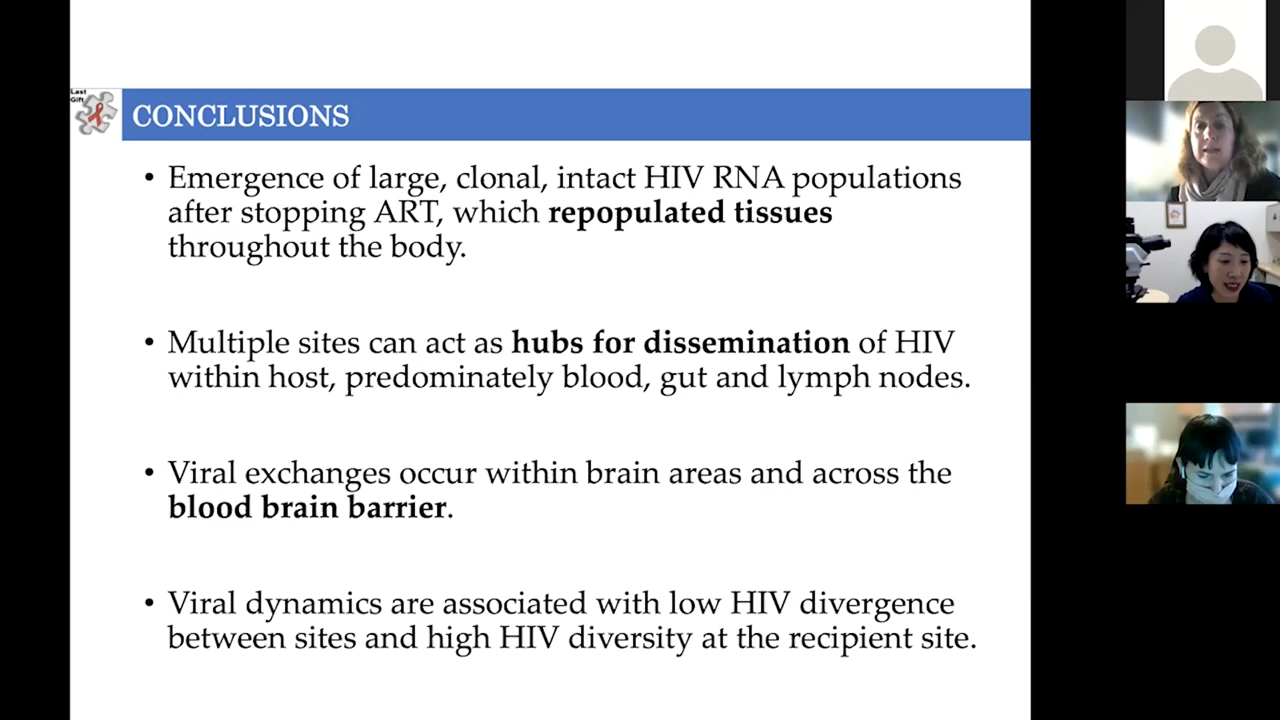 Last
Gift
CONCLUSIONS
• Emergence of large, clonal, intact HIV RNA populations
after stopping ART, which repopulated tissues
throughout the body.
• Multiple sites can act as hubs for dissemination of HIV
within host, predominately blood, gut and lymph nodes.
• Viral exchanges occur within brain areas and across the
blood brain barrier.
• Viral dynamics are associated with low HIV divergence
between sites and high HIV diversity at the recipient site.